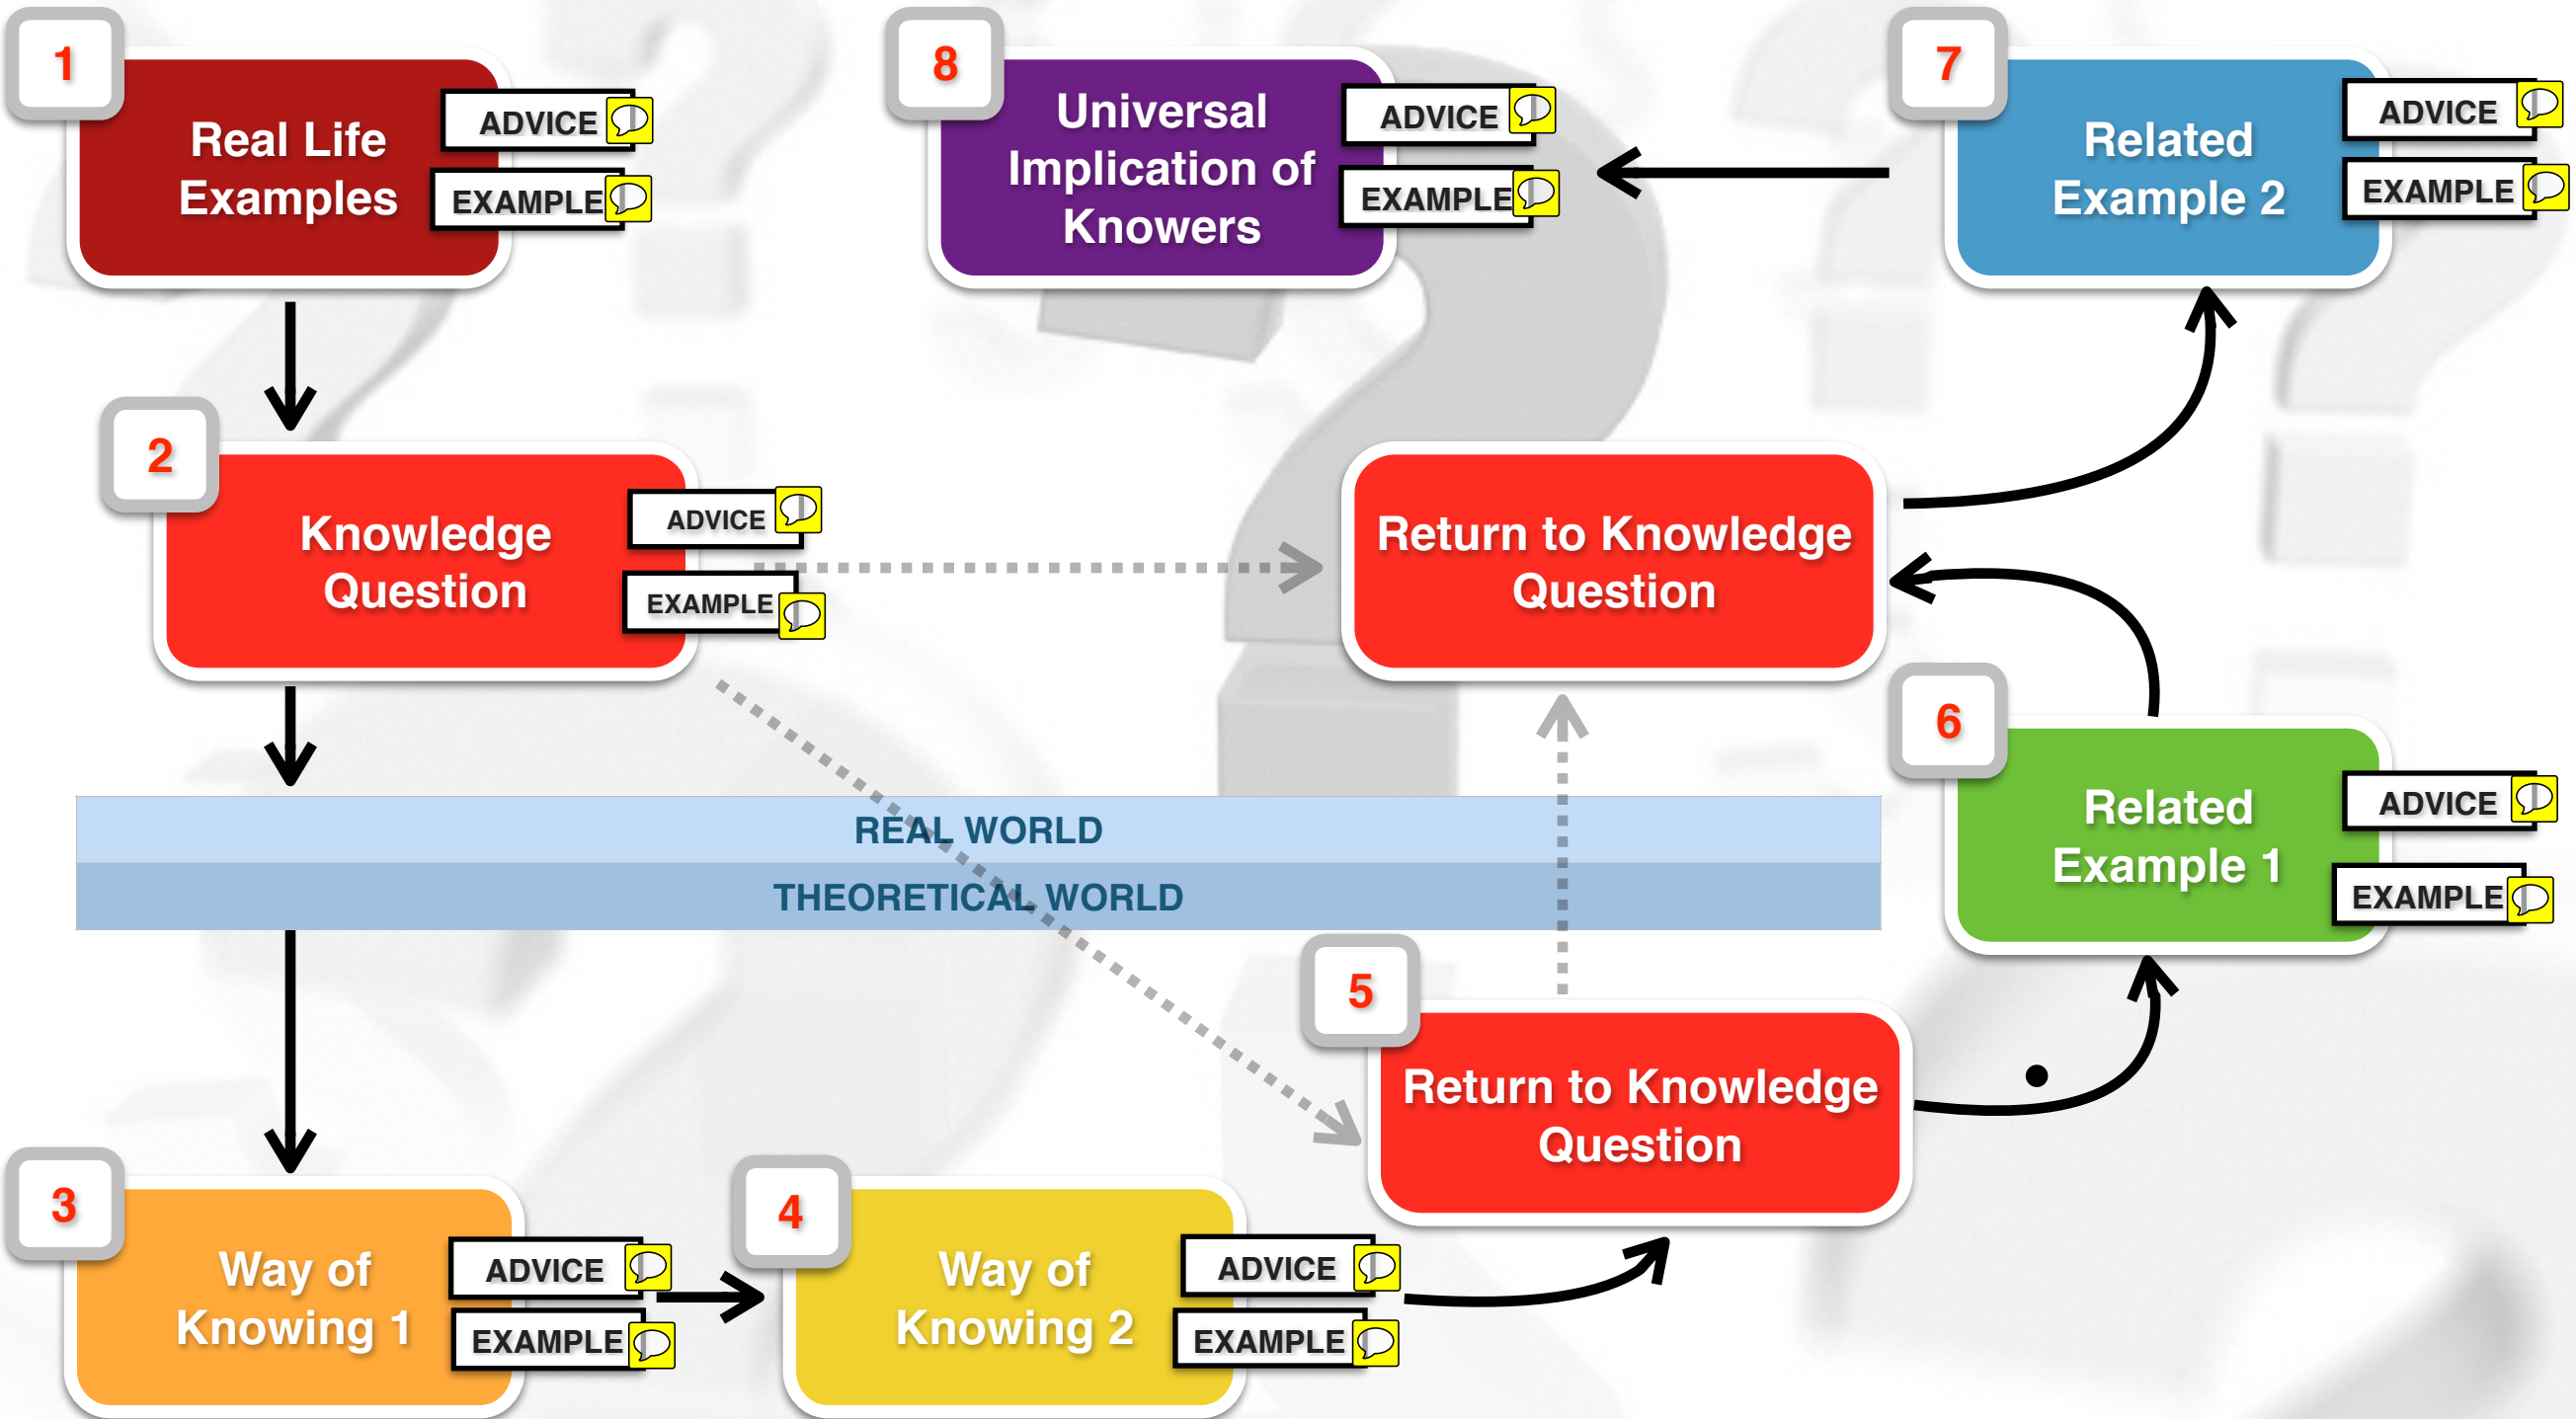 1
Real Life
Examples
ADVICE
EXAMPLE
2
Knowledge
Question
ADVICE
EXAMPLE
REAL WORLD
THEORETICAL WORLD
3
Way of
Knowing 1
ADVICE
EXAMPLE
4
Way of
Knowing 2
ADVICE
EXAMPLE
5
Return to Knowledge
Question
6
Related
Example 1
ADVICE
EXAMPLE
Return to Knowledge
Question
7
Related
Example 2
ADVICE
EXAMPLE
8
Universal
Implication of
Knowers
ADVICE
EXAMPLE